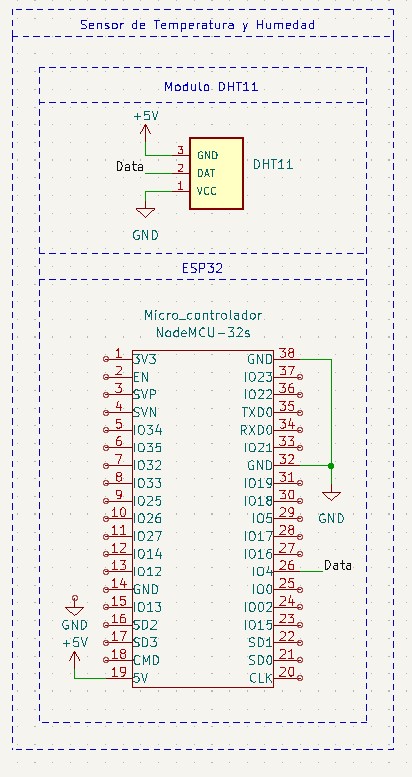 Sensor de Temperatura y Humedad
Modulo DHT11
+5V
3 GND
Data 2 DAT DHT11
1 VCC
GND
ESP32
Micro_controlador
NodeMCU-32s
1 3V3 GND 38
2 EN IO23 37
3 SVP IO22 36
4 SVN TXD0 35
5 IO34 RXD0 34
6 IO35 IO21 33
7 IO32 GND 32
8 IO33 IO19 31
9 IO25 IO18 30
10 IO26 IO5 29
GND
11 IO27 IO17 28
12 IO14 IO16 27
13 IO12 IO4 26 Data
14 GND IO0 25
15 IO13 IO02 24
GND
16 SD2 IO15 23
+5V
17 SD3 SD1 22
18 CMD SD0 21
19 5V CLK 20